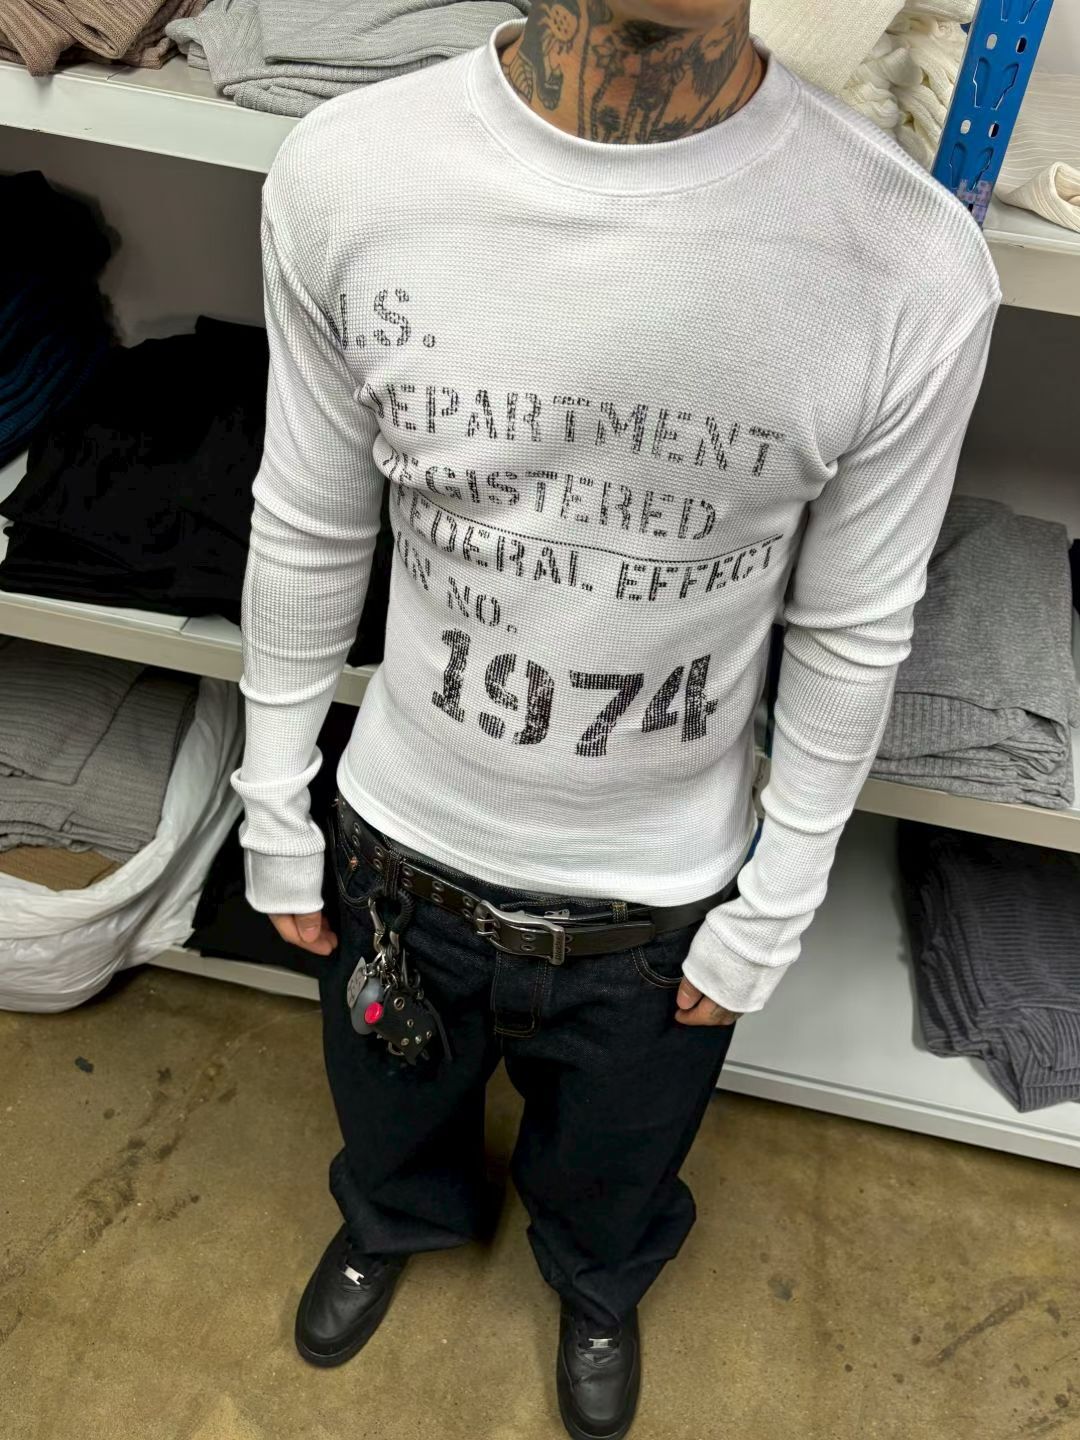 .S.
DEPARTMENT
REGISTERED
FEDERAL EFFECT
NO.
1974